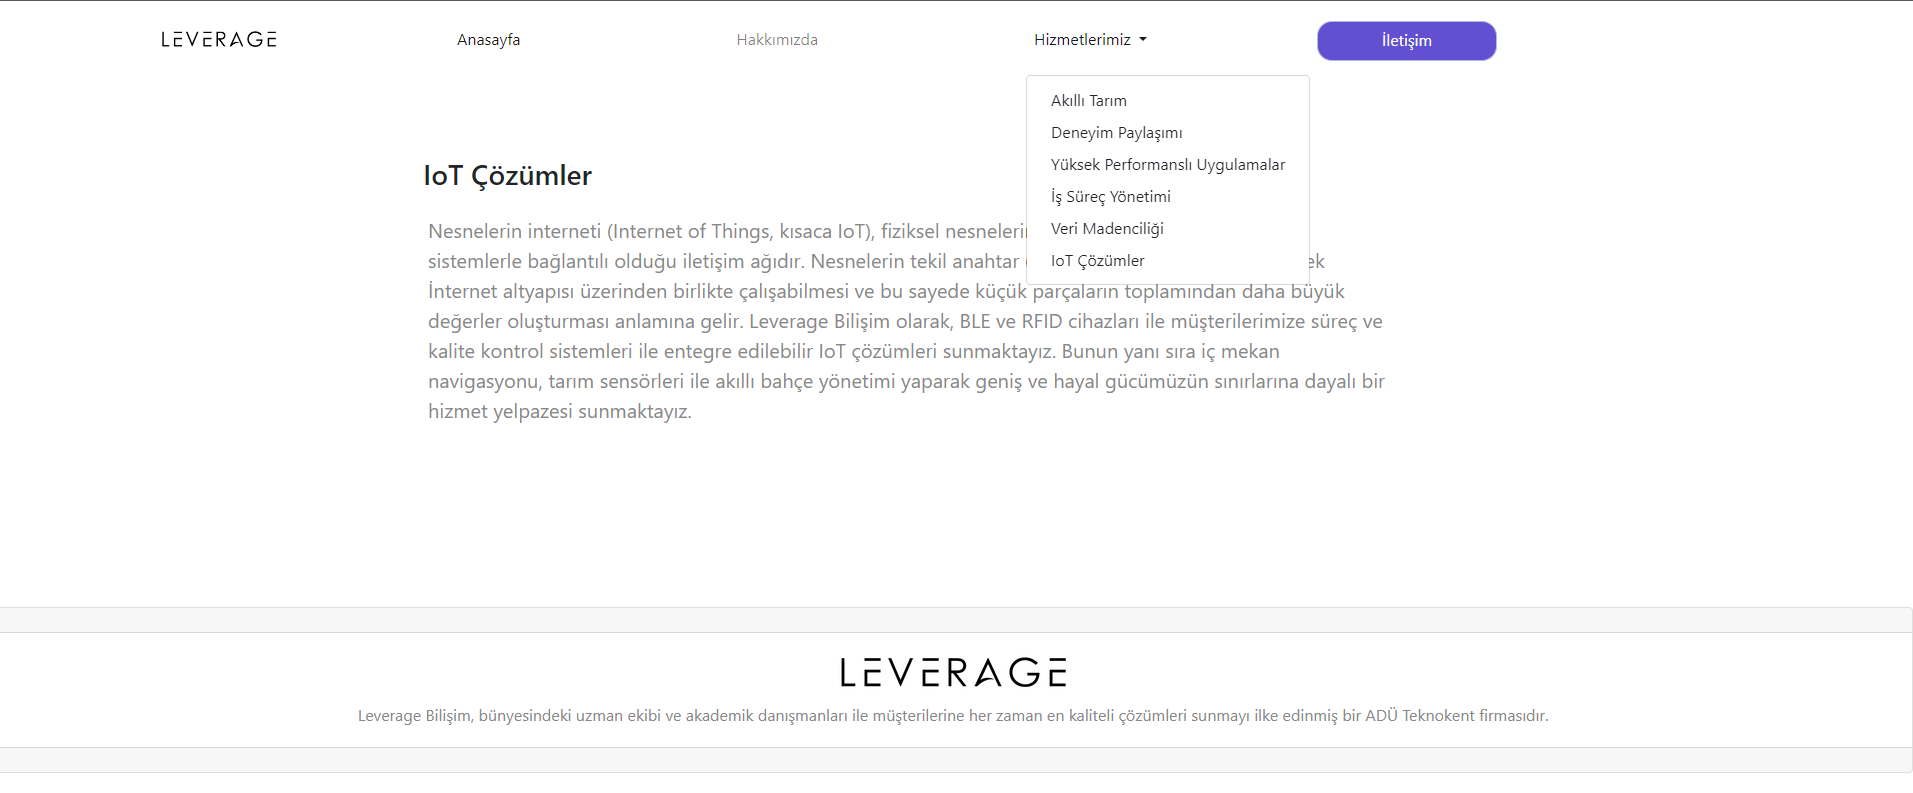 LEVERAGE
Anasayfa
Hakkımızda
Hizmetlerimiz
İletişim
Akıllı Tarım
Deneyim Paylaşımı
Yüksek Performanslı Uygulamalar
İş Süreç Yönetimi
Veri Madenciliği
IoT Çözümler
IoT Çözümler
Nesnelerin interneti (Internet of Things, kısaca IoT), fiziksel
sistemlerle bağlantılı olduğu iletişim ağıdır. Nesnelerin tekil anahtar
İnternet altyapısı üzerinden birlikte çalışabilmesi ve bu sayede küçük parçaların toplamından daha büyük
değerler oluşturması anlamına gelir. Leverage Bilişim olarak, BLE ve RFID cihazları ile müşterilerimize süreç ve
kalite kontrol sistemleri ile entegre edilebilir IoT çözümleri sunmaktayız. Bunun yanı sıra iç mekan
navigasyonu, tarım sensörleri ile akıllı bahçe yönetimi yaparak geniş ve hayal gücümüzün sınırlarına dayalı bir
hizmet yelpazesi sunmaktayız.
LEVERAGE
Leverage Bilişim, bünyesindeki uzman ekibi ve akademik danışmanları ile müşterilerine her zaman en kaliteli çözümleri sunmayı ilke edinmiş bir ADÜ Teknokent firmasıdır.